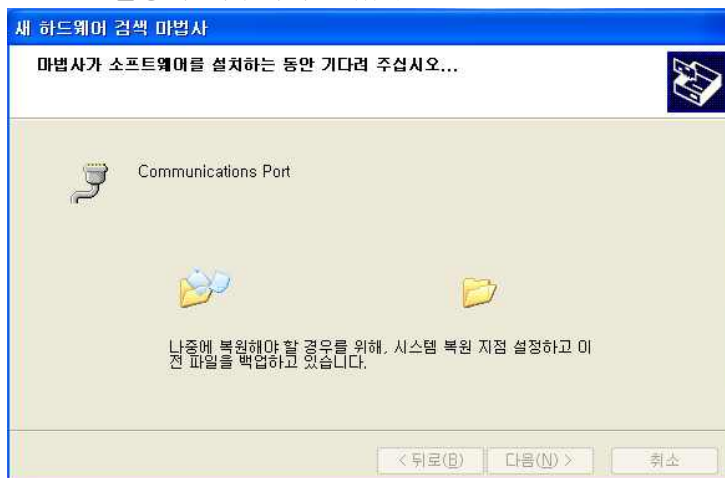 새 하드웨어 검색 마법사
마법사가 소프트웨어를 설치하는 동안 기다려 주십시오...
Communications Port
나중에 복원해야 할 경우를 위해, 시스템 복원 지점 설정하고 이
전 파일을 백업하고 있습니다.
< 뒤로(B) 다음(N) > 취소